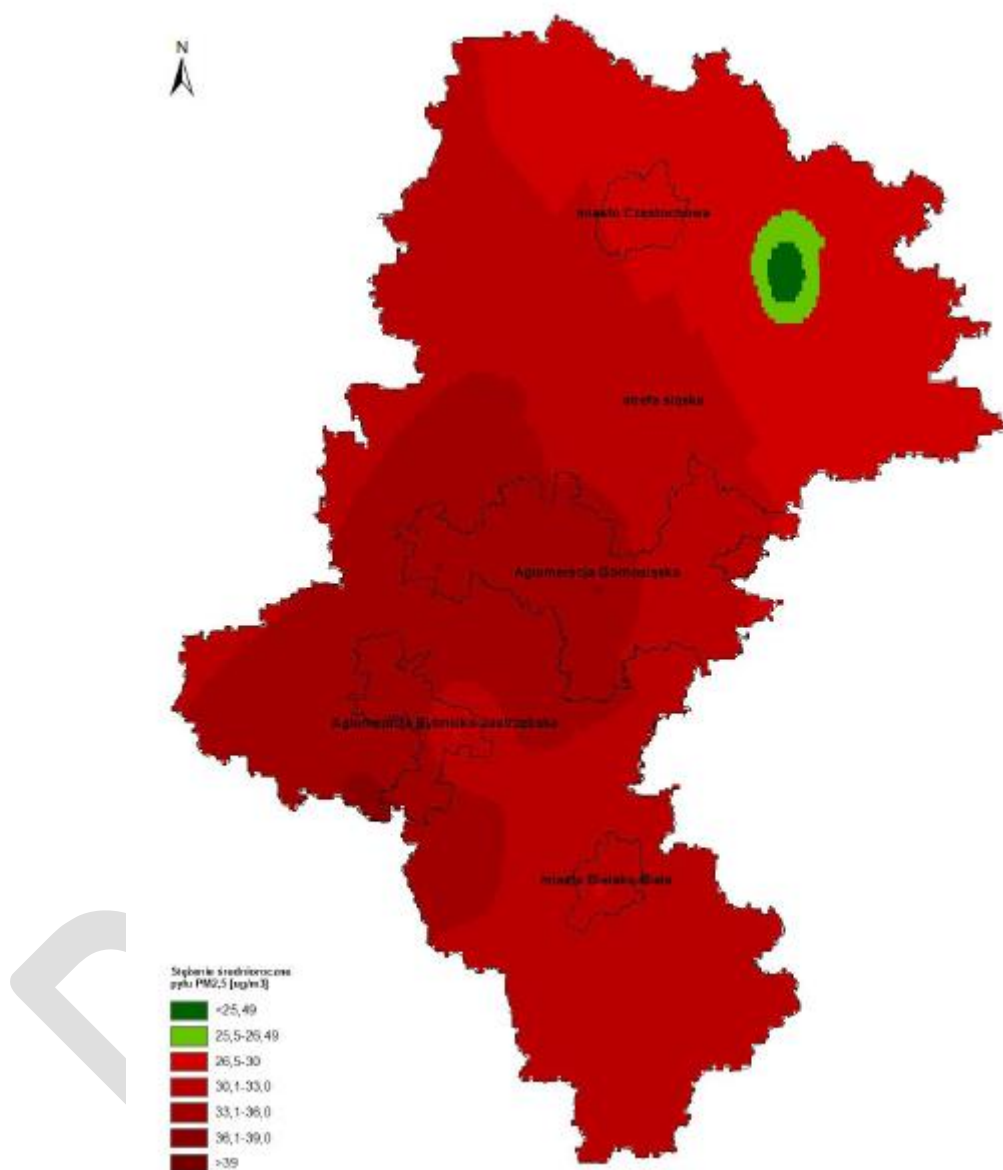 N
miasto Częstochowa
strefa śląska
Aglomeracja Górnośląska
Aglomeracja Rybnicko-Jastrzębska
miasto Bielsko-Biała
Stężenie średnioroczne
pyłu PM2,5 [ug/m3]
<25,49
25,5-26,49
26,5-30
30,1-33,0
33,1-36,0
36,1-39,0
>39